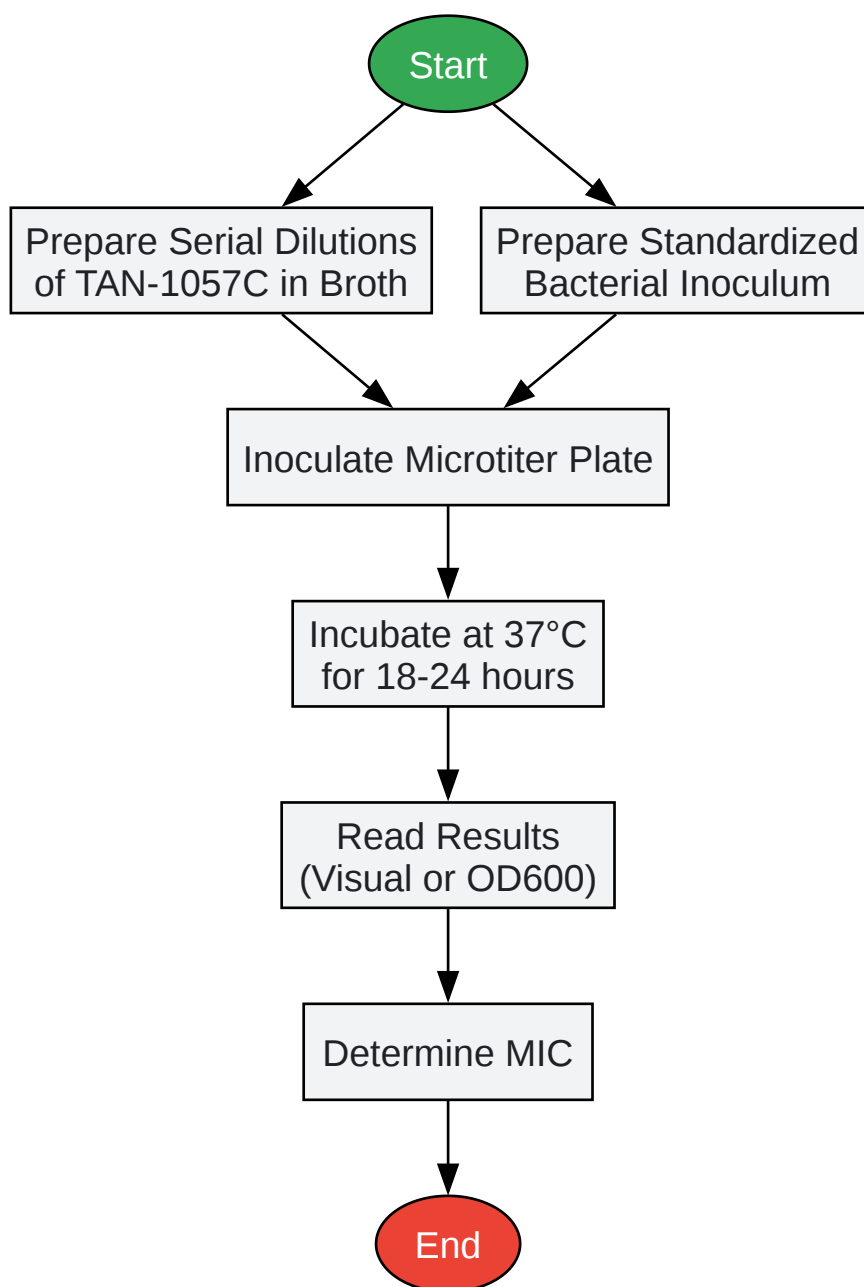 Start
Prepare Serial Dilutions
of TAN-1057C in Broth
Prepare Standardized
Bacterial Inoculum
Inoculate Microtiter Plate
Incubate at 37°C
for 18-24 hours
Read Results
(Visual or OD600)
Determine MIC
End